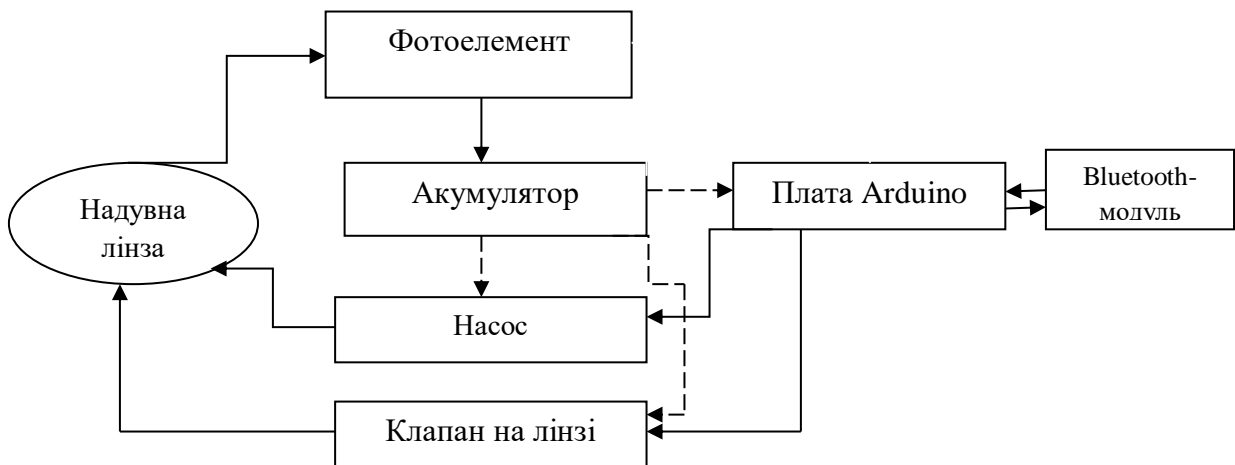 Фотоелемент
Акумулятор
Плата Arduino
Bluetooth-
модуль
Надувна
лінза
Насос
Клапан на лінзі